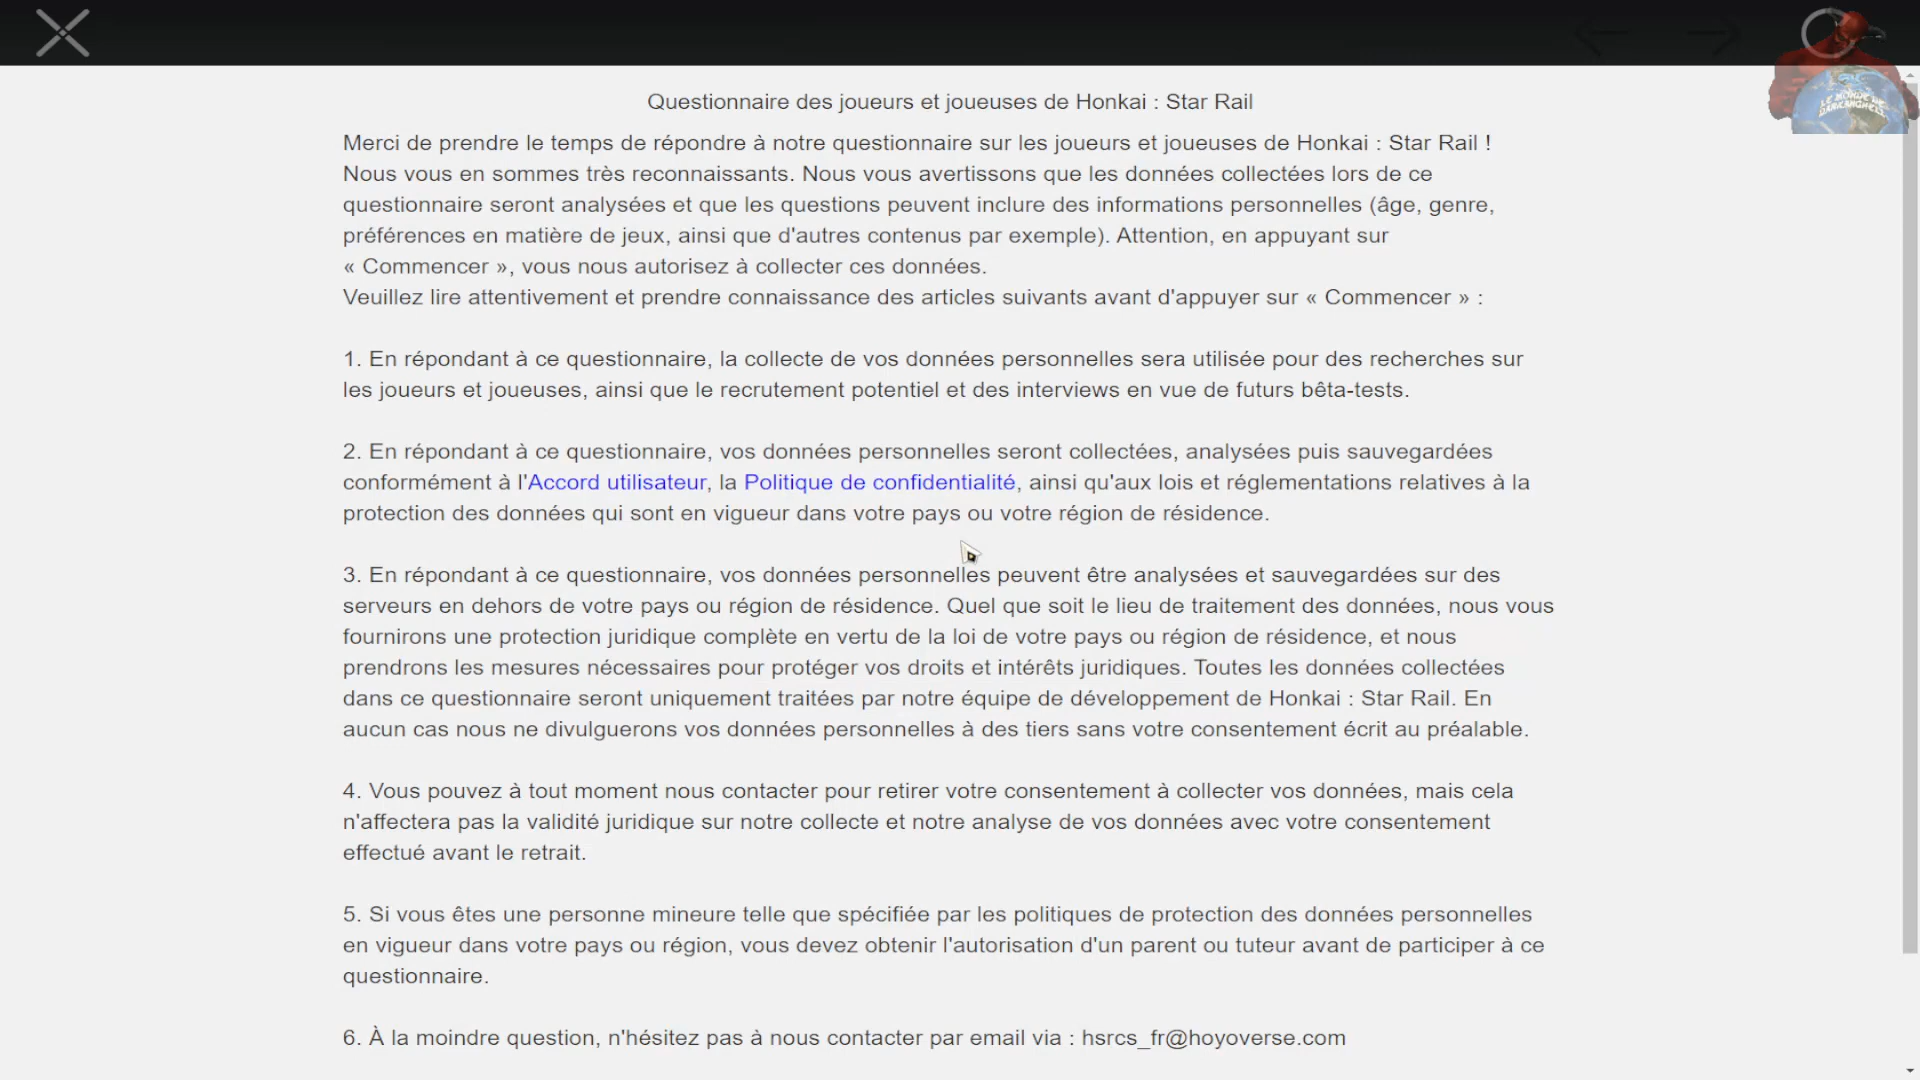 Questionnaire des joueurs et joueuses de Honkai : Star Rail
Merci de prendre le temps de répondre à notre questionnaire sur les joueurs et joueuses de Honkai : Star Rail !
Nous vous en sommes très reconnaissants. Nous vous avertissons que les données collectées lors de ce
questionnaire seront analysées et que les questions peuvent inclure des informations personnelles (âge, genre,
préférences en matière de jeux, ainsi que d'autres contenus par exemple). Attention, en appuyant sur
« Commencer », vous nous autorisez à collecter ces données.
Veuillez lire attentivement et prendre connaissance des articles suivants avant d'appuyer sur « Commencer » :
1. En répondant à ce questionnaire, la collecte de vos données personnelles sera utilisée pour des recherches sur
les joueurs et joueuses, ainsi que le recrutement potentiel et des interviews en vue de futurs bêta-tests.
2. En répondant à ce questionnaire, vos données personnelles seront collectées, analysées puis sauvegardées
conformément à l'Accord utilisateur, la Politique de confidentialité, ainsi qu'aux lois et réglementations relatives à la
protection des données qui sont en vigueur dans votre pays ou votre région de résidence.
3. En répondant à ce questionnaire, vos données personnelles peuvent être analysées et sauvegardées sur des
serveurs en dehors de votre pays ou région de résidence. Quel que soit le lieu de traitement des données, nous vous
fournirons une protection juridique complète en vertu de la loi de votre pays ou région de résidence, et nous
prendrons les mesures nécessaires pour protéger vos droits et intérêts juridiques. Toutes les données collectées
dans ce questionnaire seront uniquement traitées par notre équipe de développement de Honkai : Star Rail. En
aucun cas nous ne divulguerons vos données personnelles à des tiers sans votre consentement écrit au préalable.
4. Vous pouvez à tout moment nous contacter pour retirer votre consentement à collecter vos données, mais cela
n'affectera pas la validité juridique sur notre collecte et notre analyse de vos données avec votre consentement
effectué avant le retrait.
5. Si vous êtes une personne mineure telle que spécifiée par les politiques de protection des données personnelles
en vigueur dans votre pays ou région, vous devez obtenir l'autorisation d'un parent ou tuteur avant de participer à ce
questionnaire.
6. À la moindre question, n'hésitez pas à nous contacter par email via : hsrcs_fr@hoyoverse.com
LE MONDE DE